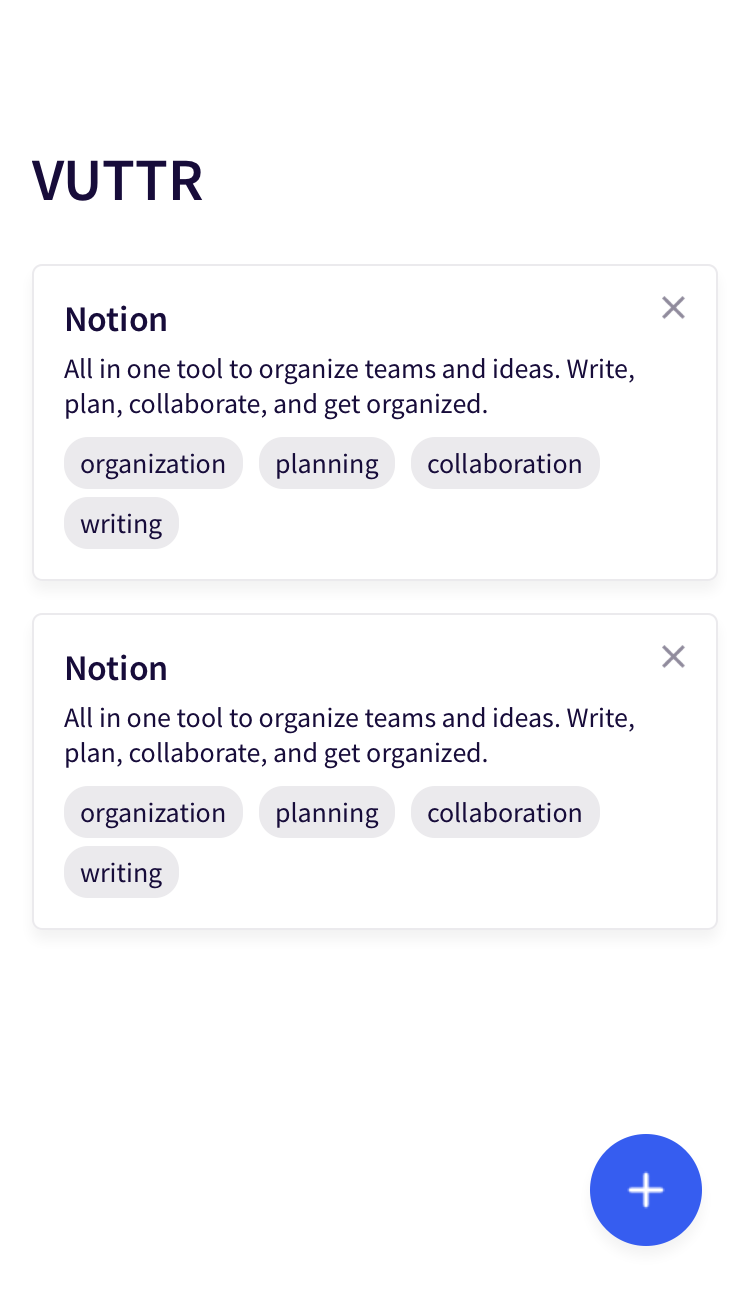 VUTTR
Notion
All in one tool to organize teams and ideas. Write,
plan, collaborate, and get organized.
organization planning collaboration
writing
Notion
All in one tool to organize teams and ideas. Write,
plan, collaborate, and get organized.
organization planning collaboration
writing